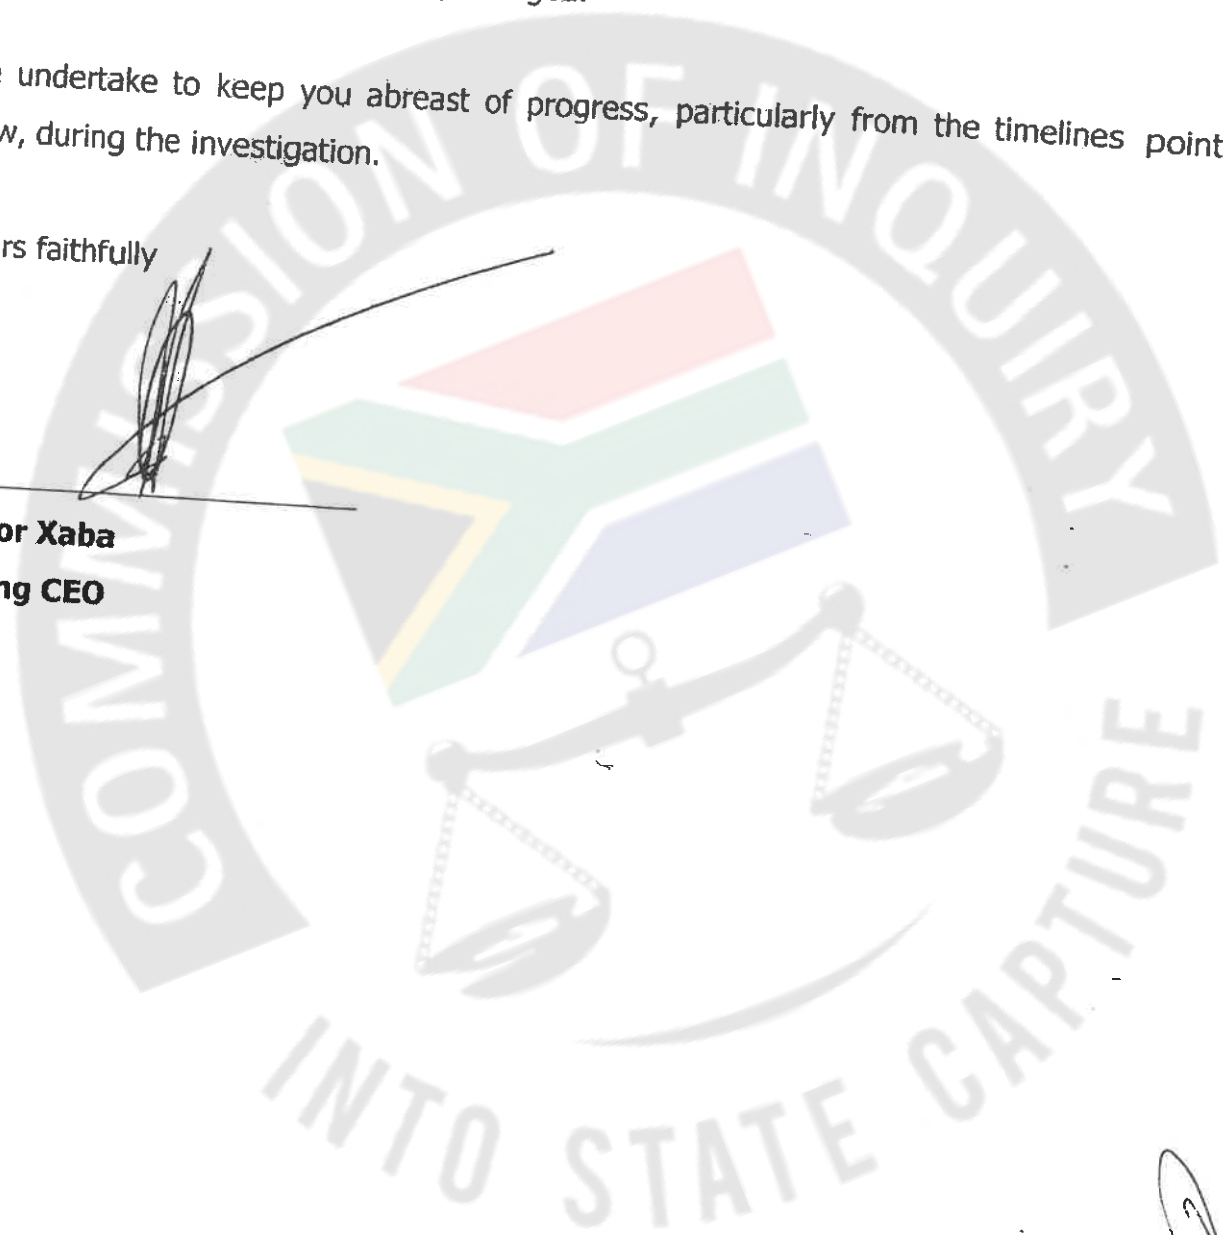 undertake to keep you abreast of progress, particularly from the timelines point
w, during the investigation.
rs faithfully
or Xaba
ng CEO
COMMISSION OF INQUIRY
INTO STATE CAPTURE